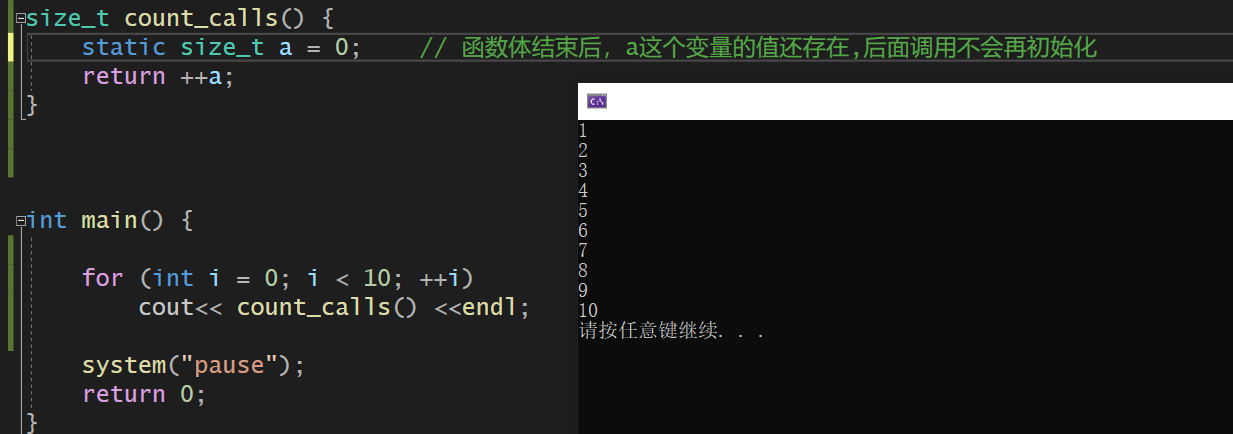 size_t count_calls() {
static size_t a = 0;    // 函数体结束后，a这个变量的值还存在,后面调用不会再初始化
return ++a;
}
int main() {
for (int i = 0; i < 10; ++i)
cout<< count_calls() <<endl;
system("pause");
return 0;
}
C:\
1
2
3
4
5
6
7
8
9
10
请按任意键继续. . .